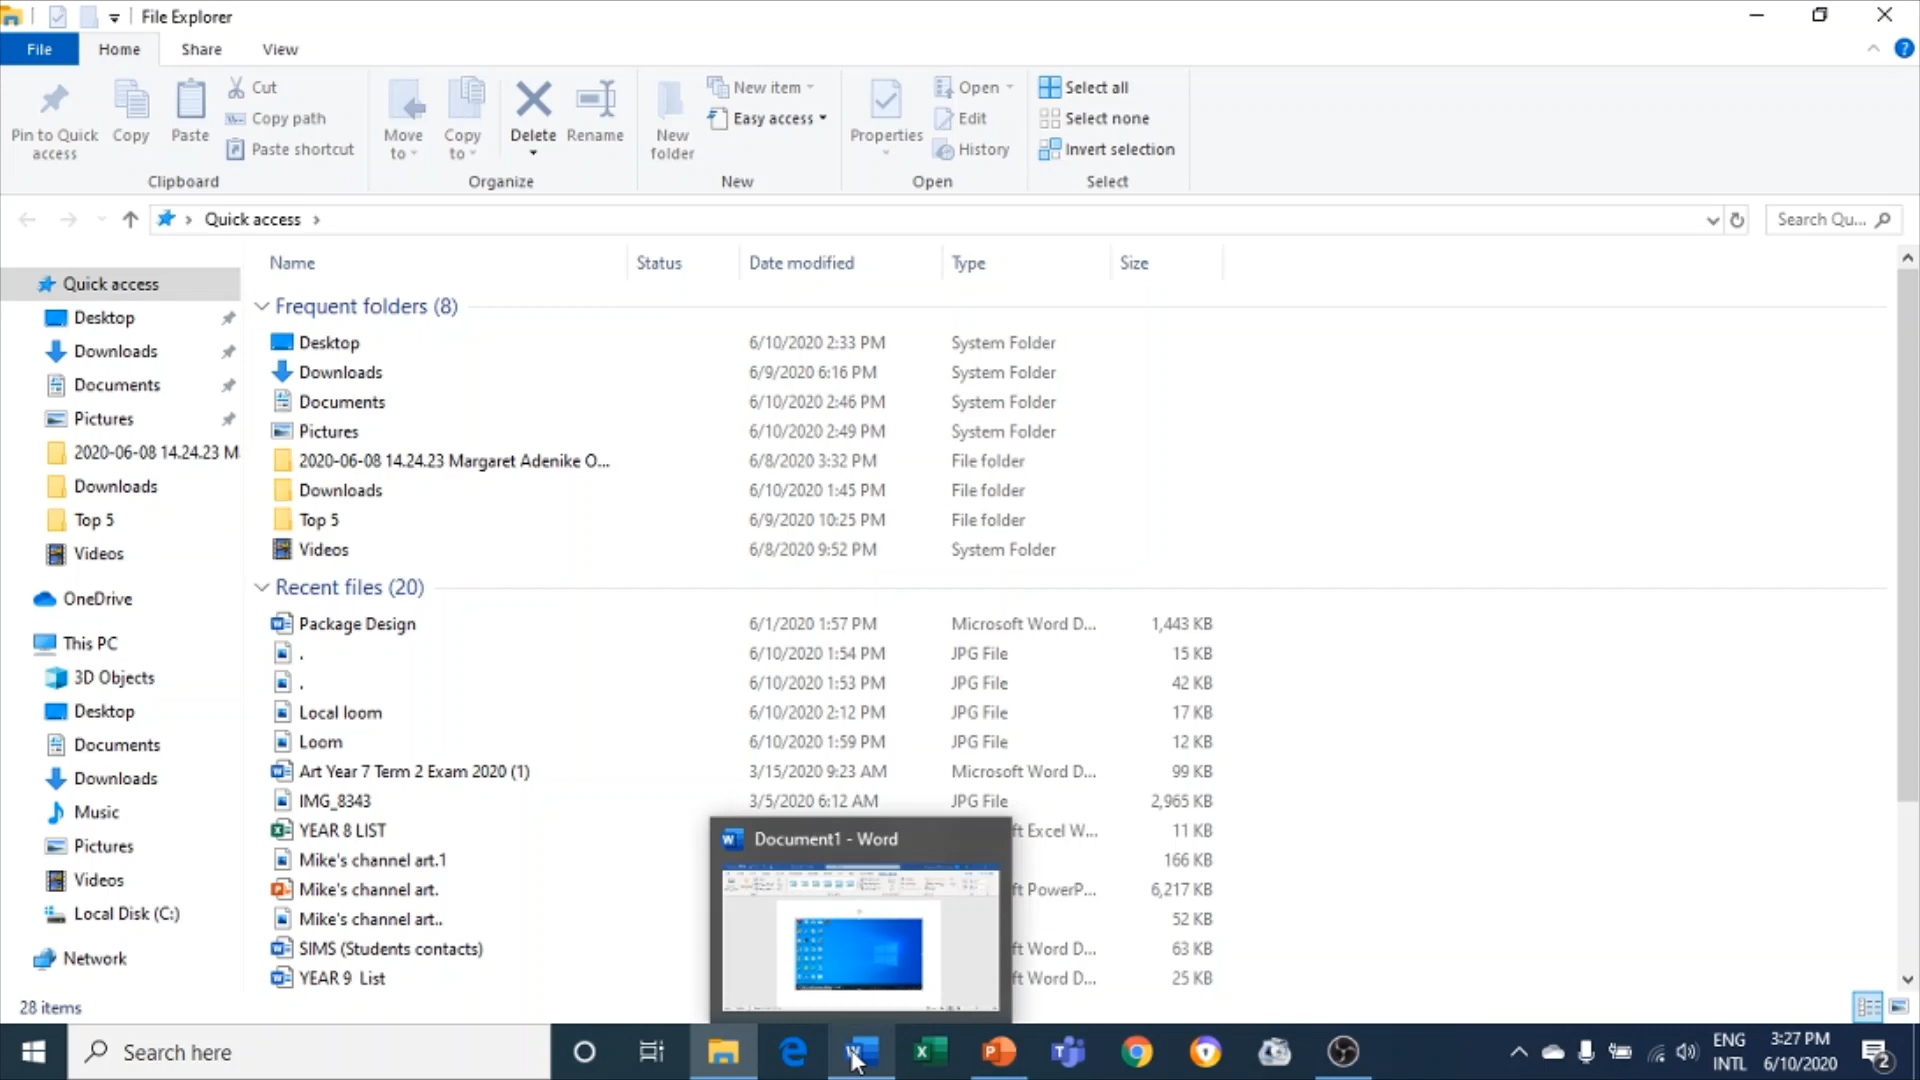 File Explorer
File Home Share View
Pin to Quick access
Copy
Paste
Cut
Copy path
Paste shortcut
Clipboard
Move to
Copy to
Delete
Rename
Organize
New folder
New item
Easy access
New
Properties
Open
Edit
History
Open
Select all
Select none
Invert selection
Select
Quick access
Search Qu...
Name Status Date modified Type Size
Quick access
Desktop
Downloads
Documents
Pictures
2020-06-08 14.24.23 M
Downloads
Top 5
Videos
OneDrive
This PC
3D Objects
Desktop
Documents
Downloads
Music
Pictures
Videos
Local Disk (C:)
Network
Frequent folders (8)
Desktop 6/10/2020 2:33 PM System Folder
Downloads 6/9/2020 6:16 PM System Folder
Documents 6/10/2020 2:46 PM System Folder
Pictures 6/10/2020 2:49 PM System Folder
2020-06-08 14.24.23 Margaret Adenike O... 6/8/2020 3:32 PM File folder
Downloads 6/10/2020 1:45 PM File folder
Top 5 6/9/2020 10:25 PM File folder
Videos 6/8/2020 9:52 PM System Folder
Recent files (20)
Package Design 6/1/2020 1:57 PM Microsoft Word D... 1,443 KB
. 6/10/2020 1:54 PM JPG File 15 KB
. 6/10/2020 1:53 PM JPG File 42 KB
Local loom 6/10/2020 2:12 PM JPG File 17 KB
Loom 6/10/2020 1:59 PM JPG File 12 KB
Art Year 7 Term 2 Exam 2020 (1) 3/15/2020 9:23 AM Microsoft Word D... 99 KB
IMG_8343 3/5/2020 6:12 AM JPG File 2,965 KB
YEAR 8 LIST ft Excel W... 11 KB
Mike's channel art.1 166 KB
Mike's channel art. ft PowerP... 6,217 KB
Mike's channel art.. 52 KB
SIMS (Students contacts) ft Word D... 63 KB
YEAR 9 List ft Word D... 25 KB
Document1 - Word
28 items
Search here
ENG
INTL
3:27 PM
6/10/2020
2